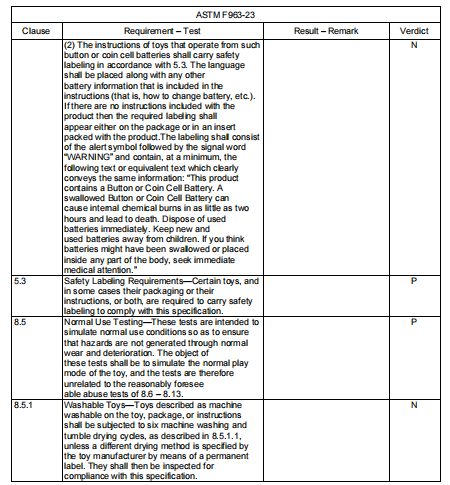 ASTM F963-23
Clause Requirement – Test Result – Remark Verdict
(2) The instructions of toys that operate from such N
button or coin cell batteries shall carry safety
labeling in accordance with 5.3. The language
shall be placed along with any other
battery information that is included in the
instructions (that is, how to change battery, etc.).
If there are no instructions included with the
product then the required labeling shall
appear either on the package or in an insert
packed with the product.The labeling shall consist
of the alert symbol followed by the signal word
"WARNING" and contain, at a minimum, the
following text or equivalent text which clearly
conveys the same information: "This product
contains a Button or Coin Cell Battery. A
swallowed Button or Coin Cell Battery can
cause internal chemical burns in as little as two
hours and lead to death. Dispose of used
batteries immediately. Keep new and
used batteries away from children. If you think
batteries might have been swallowed or placed
inside any part of the body, seek immediate
medical attention."
5.3 Safety Labeling Requirements—Certain toys, and P
in some cases their packaging or their
instructions, or both, are required to carry safety
labeling to comply with this specification.
8.5 Normal Use Testing—These tests are intended to P
simulate normal use conditions so as to ensure
that hazards are not generated through normal
wear and deterioration. The object of
these tests shall be to simulate the normal play
mode of the toy, and the tests are therefore
unrelated to the reasonably foresee
able abuse tests of 8.6 – 8.13.
8.5.1 Washable Toys—Toys described as machine N
washable on the toy, package, or instructions
shall be subjected to six machine washing and
tumble drying cycles, as described in 8.5.1.1,
unless a different drying method is specified by
the toy manufacturer by means of a permanent
label. They shall then be inspected for
compliance with this specification.